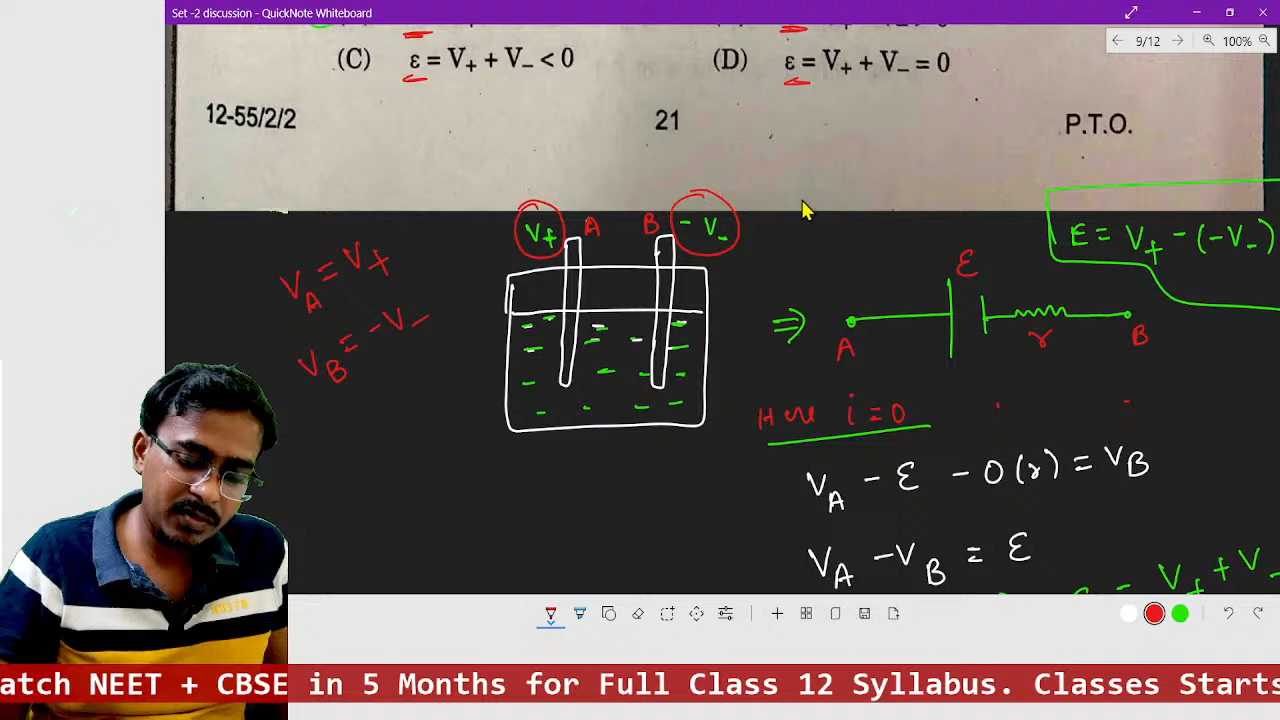 Set -2 discussion - QuickNote Whiteboard
9/12
100%
(C) ε = V₊ + V₋ < 0
(D) ε = V₊ + V₋ = 0
12-55/2/2
21
P.T.O.
V₊ A B - V₋
V_A = V₊
V_B = - V₋
E = V₊ - (-V₋)
⇒
ε
A r B
Here i = 0
V_A - ε - 0(r) = V_B
V_A - V_B = ε
V₊ + V₋
atch NEET + CBSE in 5 Months for Full Class 12 Syllabus. Classes Starts